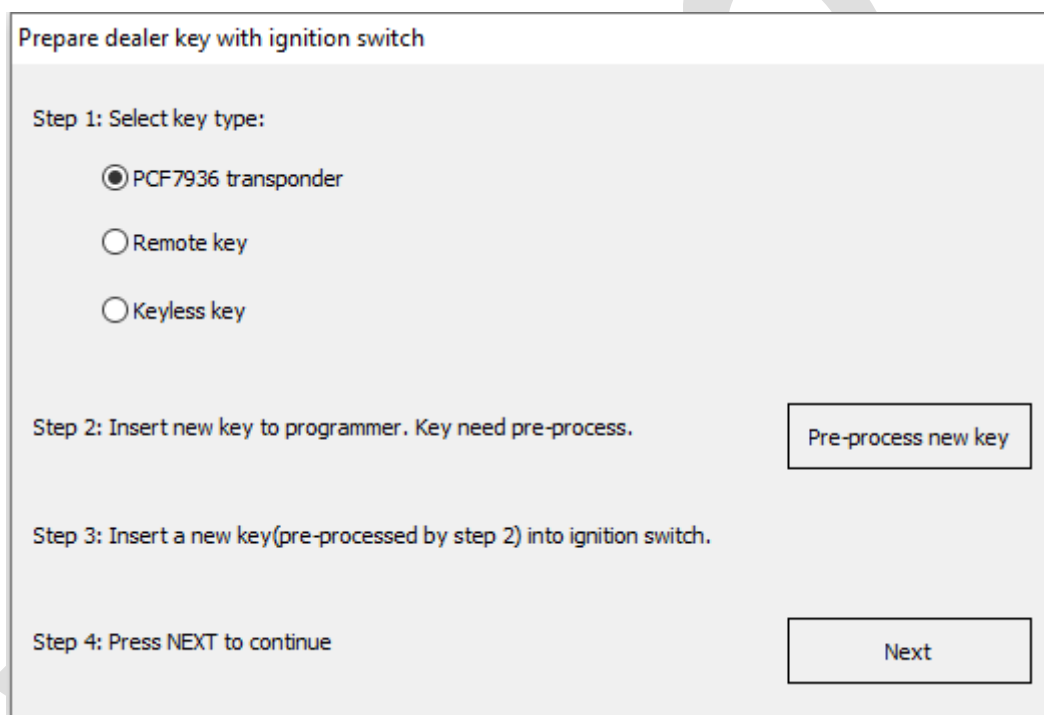 Prepare dealer key with ignition switch
Step 1: Select key type:
PCF7936 transponder
Remote key
Keyless key
Step 2: Insert new key to programmer. Key need pre-process.
Pre-process new key
Step 3: Insert a new key(pre-processed by step 2) into ignition switch.
Step 4: Press NEXT to continue
Next